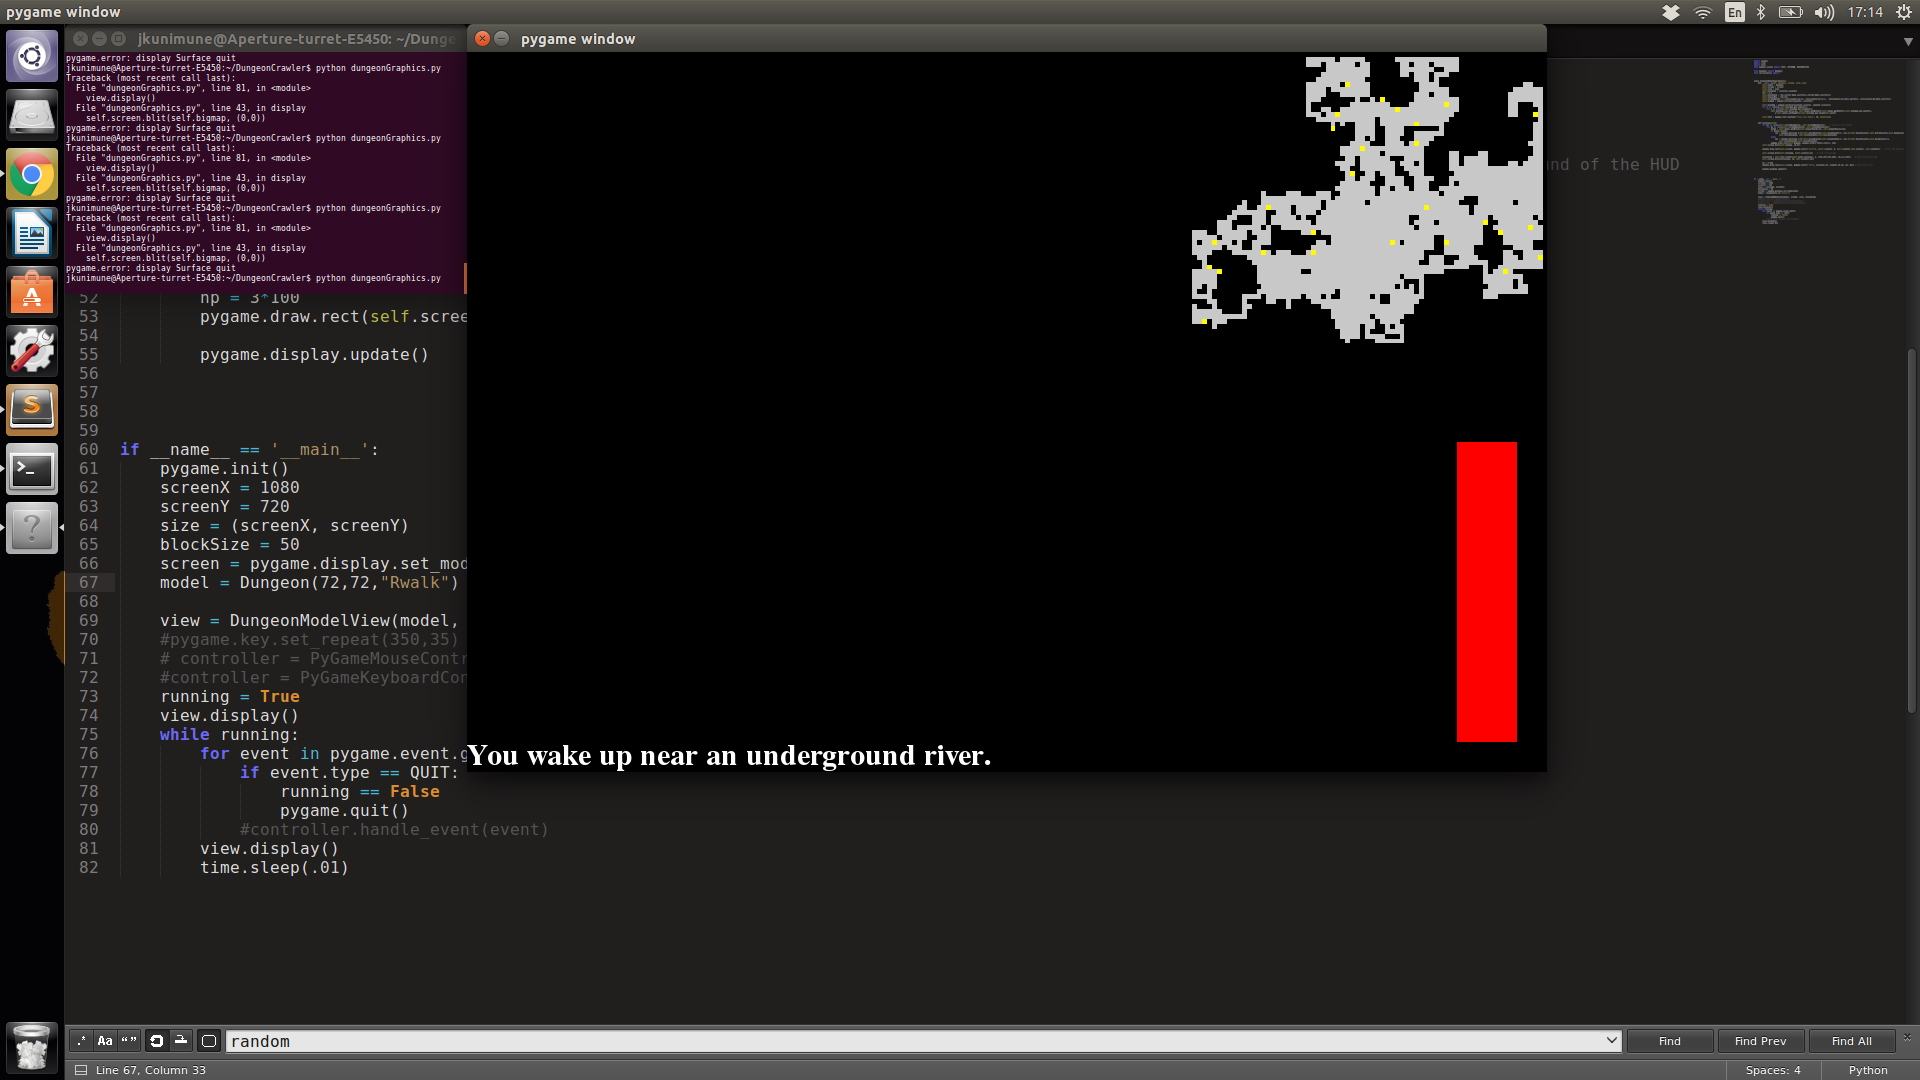 pygame window
En
17:14
jkunimune@Aperture-turret-E5450: ~/Dunge
pygame window
pygame.error: display Surface quit
jkunimune@Aperture-turret-E5450:~/DungeonCrawler$ python dungeonGraphics.py
Traceback (most recent call last):
  File "dungeonGraphics.py", line 81, in <module>
    view.display()
  File "dungeonGraphics.py", line 43, in display
    self.screen.blit(self.bigmap, (0,0))
pygame.error: display Surface quit
jkunimune@Aperture-turret-E5450:~/DungeonCrawler$ python dungeonGraphics.py
Traceback (most recent call last):
  File "dungeonGraphics.py", line 81, in <module>
    view.display()
  File "dungeonGraphics.py", line 43, in display
    self.screen.blit(self.bigmap, (0,0))
pygame.error: display Surface quit
jkunimune@Aperture-turret-E5450:~/DungeonCrawler$ python dungeonGraphics.py
Traceback (most recent call last):
  File "dungeonGraphics.py", line 81, in <module>
    view.display()
  File "dungeonGraphics.py", line 43, in display
    self.screen.blit(self.bigmap, (0,0))
pygame.error: display Surface quit
jkunimune@Aperture-turret-E5450:~/DungeonCrawler$ python dungeonGraphics.py
nd of the HUD
52 hp = 3*100
53 pygame.draw.rect(self.scree
54
55 pygame.display.update()
56
57
58
59
60 if __name__ == '__main__':
61 pygame.init()
62 screenX = 1080
63 screenY = 720
64 size = (screenX, screenY)
65 blockSize = 50
66 screen = pygame.display.set_mod
67 model = Dungeon(72,72,"Rwalk")
68
69 view = DungeonModelView(model,
70 #pygame.key.set_repeat(350,35)
71 # controller = PyGameMouseContr
72 #controller = PyGameKeyboardCon
73 running = True
74 view.display()
75 while running:
76 for event in pygame.event.g
77 if event.type == QUIT:
78 running == False
79 pygame.quit()
80 #controller.handle_event(event)
81 view.display()
82 time.sleep(.01)
You wake up near an underground river.
.* Aa “” random Find Find Prev Find All
Line 67, Column 33 Spaces: 4 Python